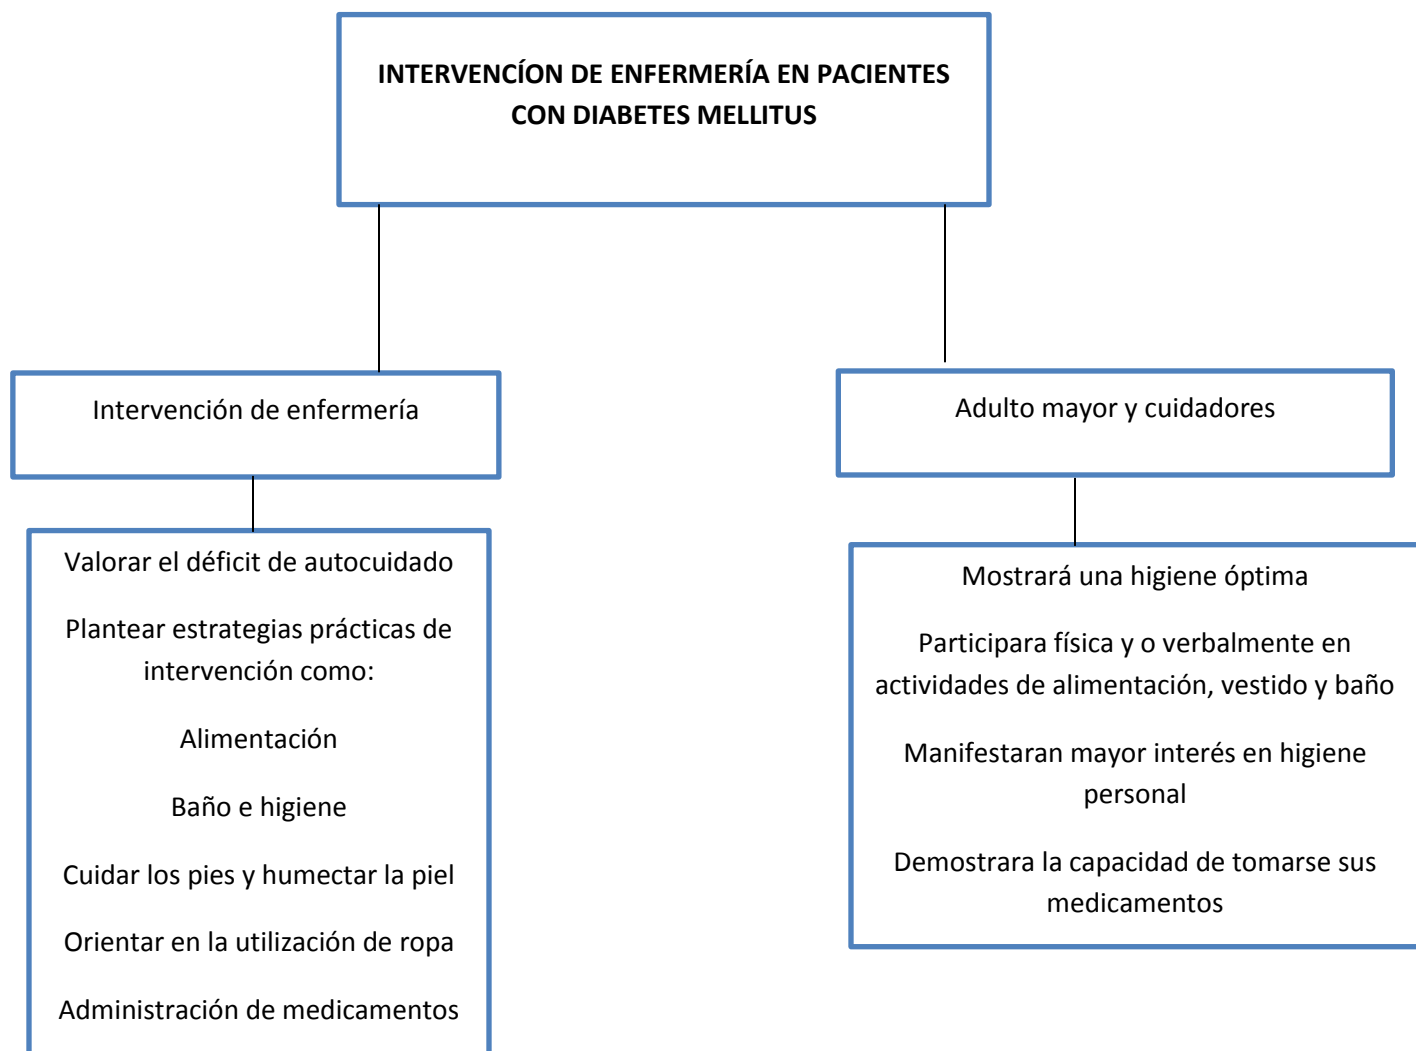 INTERVENCÍON DE ENFERMERÍA EN PACIENTES
CON DIABETES MELLITUS
Intervención de enfermería
Valorar el déficit de autocuidado
Plantear estrategias prácticas de
intervención como:
Alimentación
Baño e higiene
Cuidar los pies y humectar la piel
Orientar en la utilización de ropa
Administración de medicamentos
Adulto mayor y cuidadores
Mostrará una higiene óptima
Participara física y o verbalmente en
actividades de alimentación, vestido y baño
Manifestaran mayor interés en higiene
personal
Demostrara la capacidad de tomarse sus
medicamentos